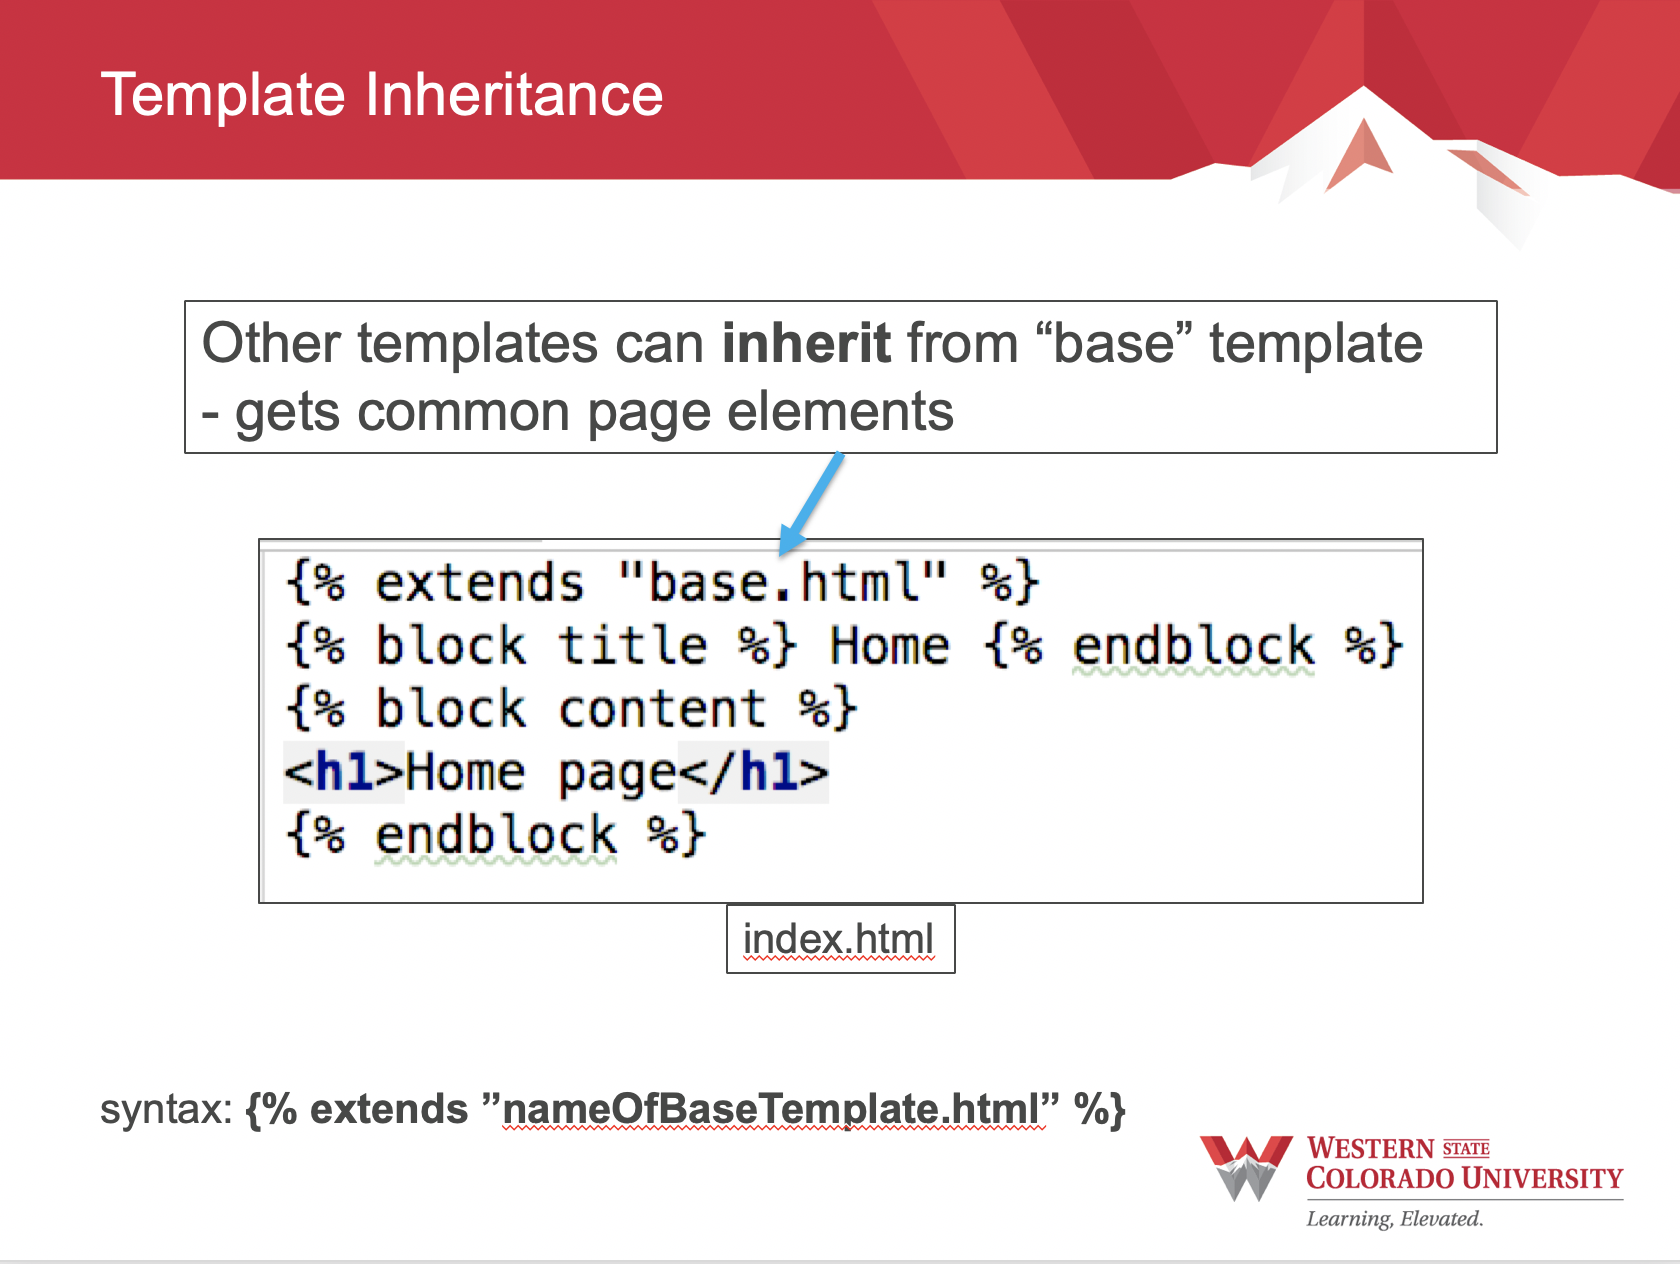 Template Inheritance
Other templates can inherit from “base” template
- gets common page elements
{% extends "base.html" %}
{% block title %} Home {% endblock %}
{% block content %}
<h1>Home page</h1>
{% endblock %}
index.html
syntax: {% extends ”nameOfBaseTemplate.html” %}
WESTERN STATE
COLORADO UNIVERSITY
Learning, Elevated.